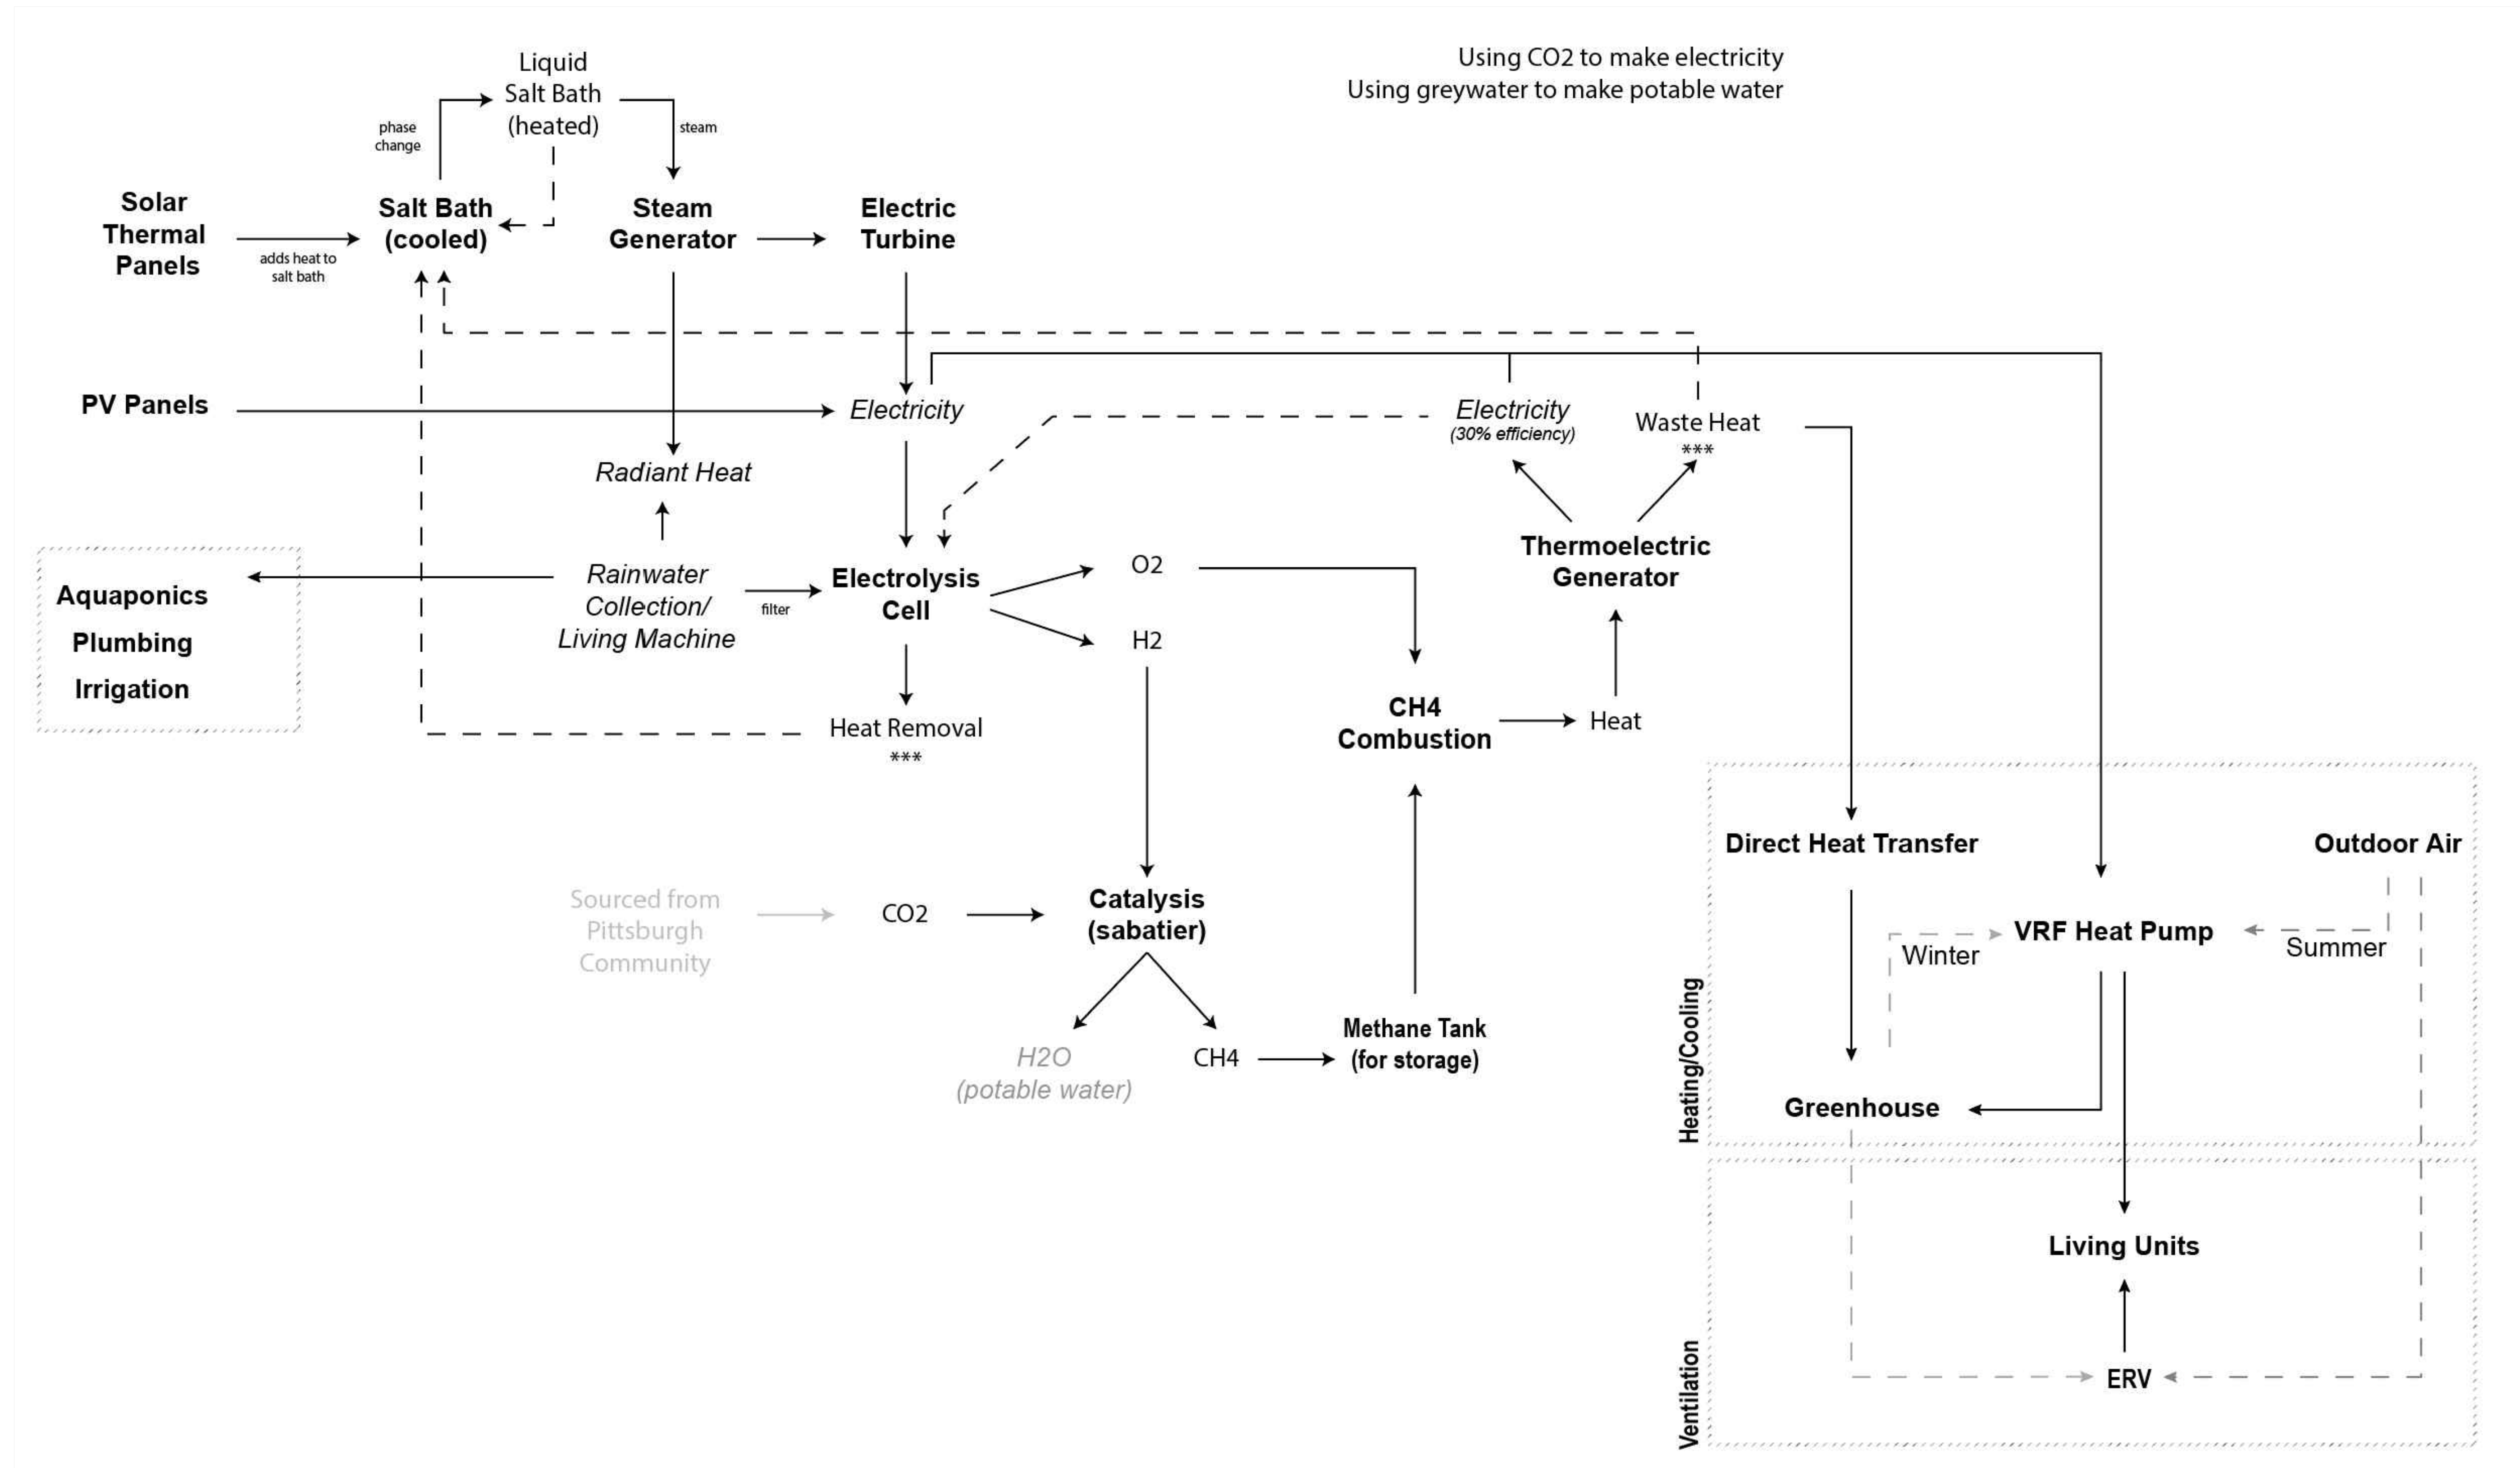 Using CO2 to make electricity
Using greywater to make potable water
Liquid
Salt Bath
(heated)
phase
change
steam
Solar
Thermal
Panels
adds heat to
salt bath
Salt Bath
(cooled)
Steam
Generator
Electric
Turbine
PV Panels
Electricity
Electricity
(30% efficiency)
Waste Heat
***
Radiant Heat
Thermoelectric
Generator
Aquaponics
Plumbing
Irrigation
Rainwater
Collection/
Living Machine
filter
Electrolysis
Cell
O2
H2
Heat Removal
***
CH4
Combustion
Heat
Sourced from
Pittsburgh
Community
CO2
Catalysis
(sabatier)
H2O
(potable water)
CH4
Methane Tank
(for storage)
Heating/Cooling
Direct Heat Transfer
Outdoor Air
Winter
VRF Heat Pump
Summer
Greenhouse
Ventilation
Living Units
ERV